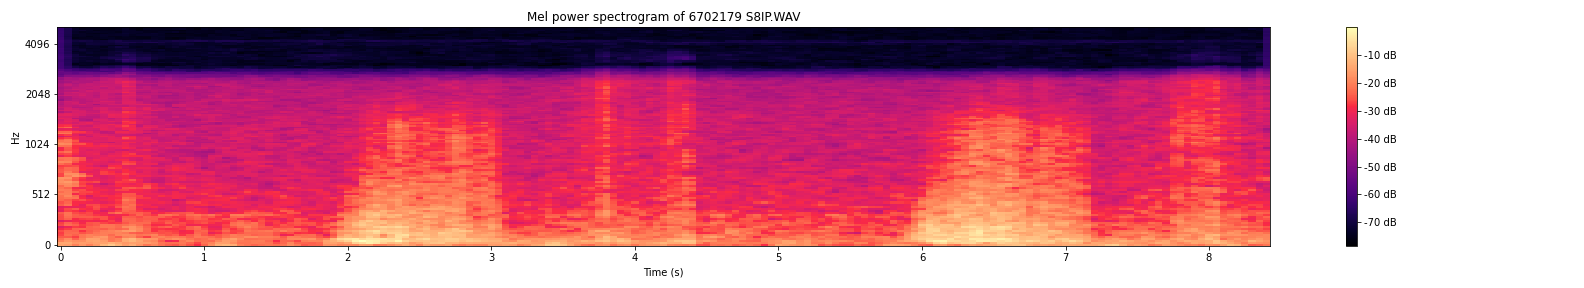 Mel power spectrogram of 6702179 S8IP.WAV
4096
2048
1024
512
0
Hz
0 1 2 3 4 5 6 7 8
Time (s)
-10 dB
-20 dB
-30 dB
-40 dB
-50 dB
-60 dB
-70 dB